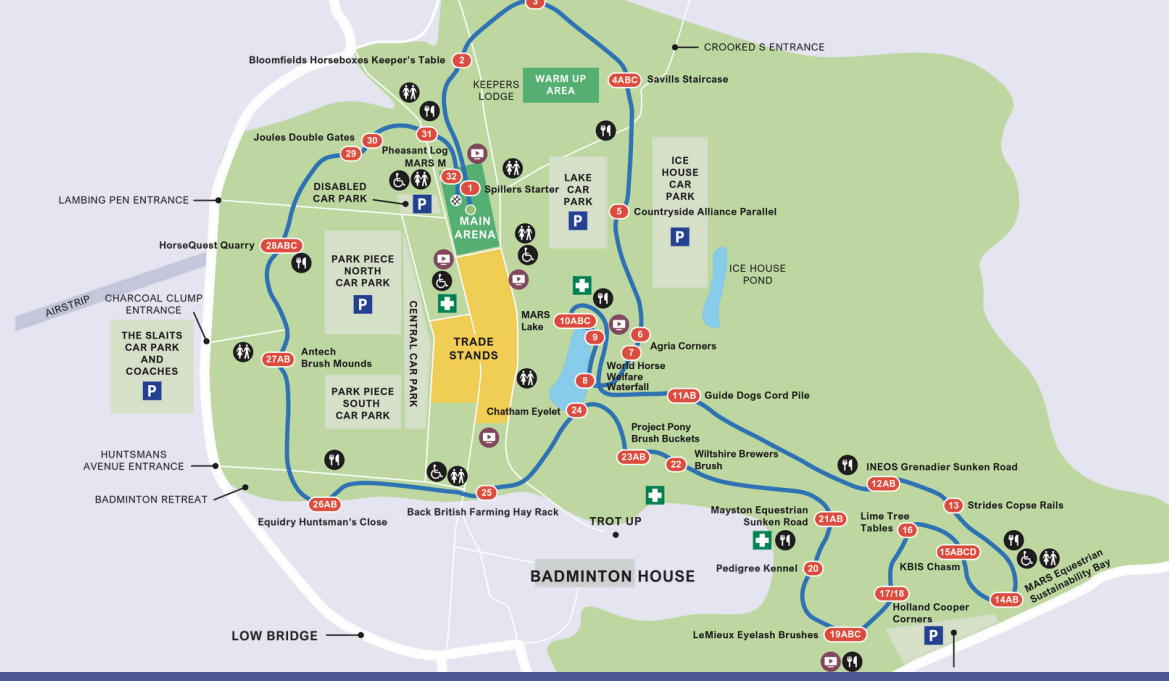 3
CROOKED S ENTRANCE
Bloomfields Horseboxes Keeper's Table
2
KEEPERS
LODGE
WARM UP
AREA
4ABC
Savills Staircase
Joules Double Gates
30
31
29
Pheasant Log
MARS M
32
1
Spillers Starter
DISABLED
CAR PARK
P
LAMBING PEN ENTRANCE
MAIN
ARENA
LAKE
CAR
PARK
P
ICE
HOUSE
CAR
PARK
P
5
Countryside Alliance Parallel
HorseQuest Quarry
28ABC
PARK PIECE
NORTH
CAR PARK
P
ICE HOUSE
POND
AIRSTRIP
CHARCOAL CLUMP
ENTRANCE
THE SLAITS
CAR PARK
AND
COACHES
P
CENTRAL CAR PARK
TRADE
STANDS
MARS
Lake
10ABC
9
6
Agria Corners
7
World Horse
Welfare
Waterfall
8
27AB
Antech
Brush Mounds
PARK PIECE
SOUTH
CAR PARK
11AB
Guide Dogs Cord Pile
Chatham Eyelet
24
Project Pony
Brush Buckets
23AB
22
Wiltshire Brewers
Brush
HUNTSMANS
AVENUE ENTRANCE
BADMINTON RETREAT
INEOS Grenadier Sunken Road
12AB
13
Strides Copse Rails
26AB
Equidry Huntsman's Close
25
Back British Farming Hay Rack
TROT UP
Mayston Equestrian
Sunken Road
21AB
Lime Tree
Tables
16
15ABCD
KBIS Chasm
MARS Equestrian
Sustainability Bay
14AB
BADMINTON HOUSE
Pedigree Kennel
20
17/18
Holland Cooper
Corners
P
LOW BRIDGE
LeMieux Eyelash Brushes
19ABC